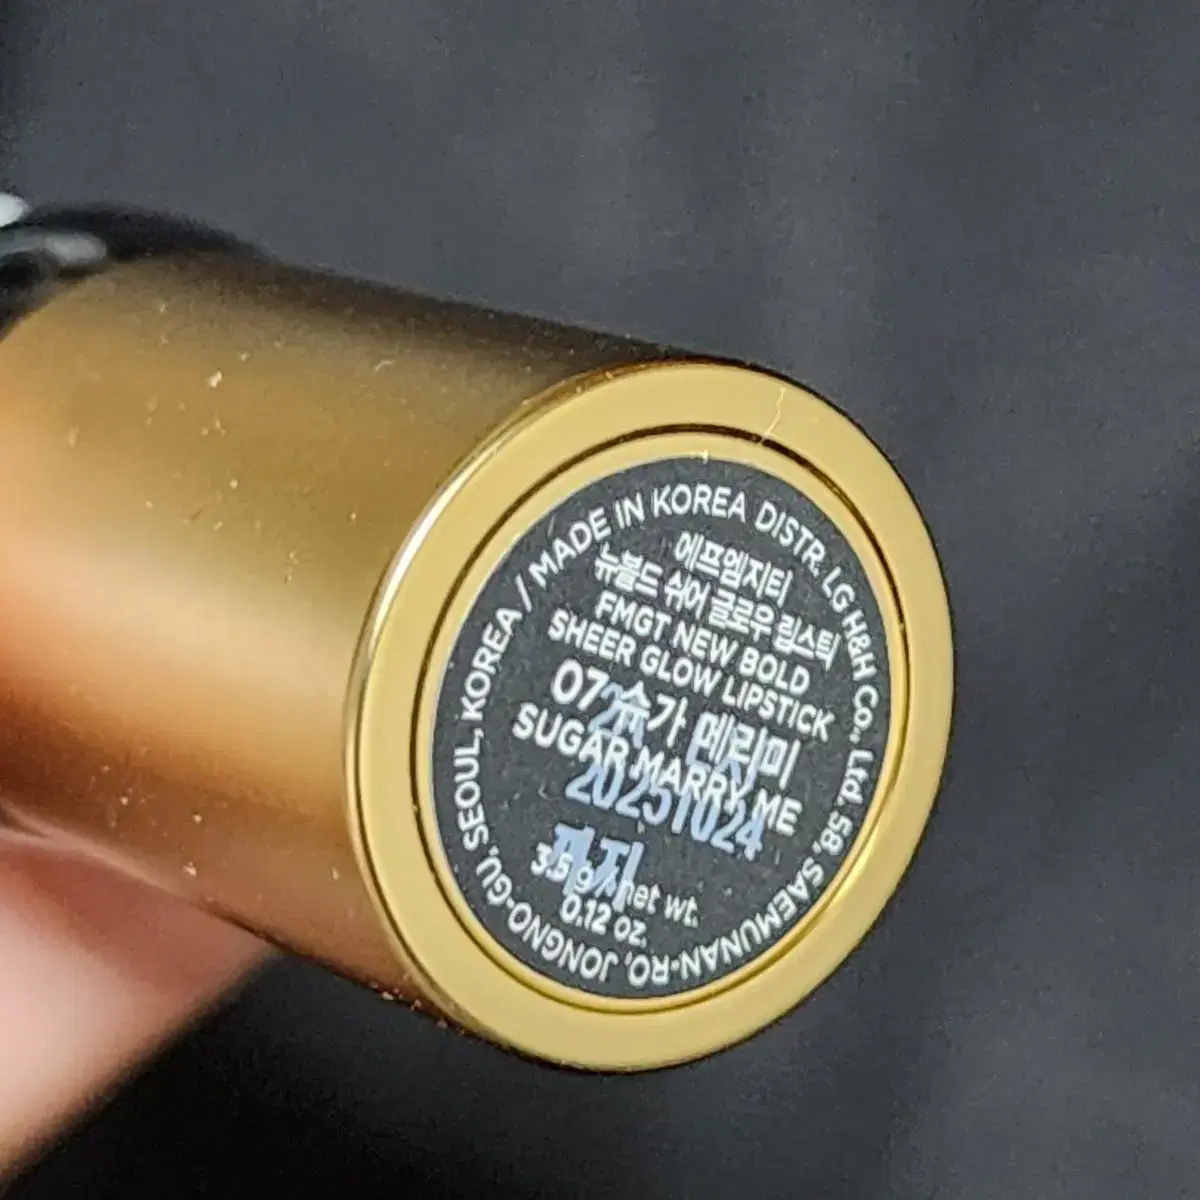 MADE IN KOREA DISTR. LG H&H Co., Ltd. 58, SAEMUNAN-RO, JONGNO-GU, SEOUL, KOREA /
에프엠지티
뉴볼드 쉬어 글로우 립스틱
FMGT NEW BOLD
SHEER GLOW LIPSTICK
07 슈가 메리미
SUGAR MARRY ME
20251024
까지
3.5 g net wt.
0.12 oz.